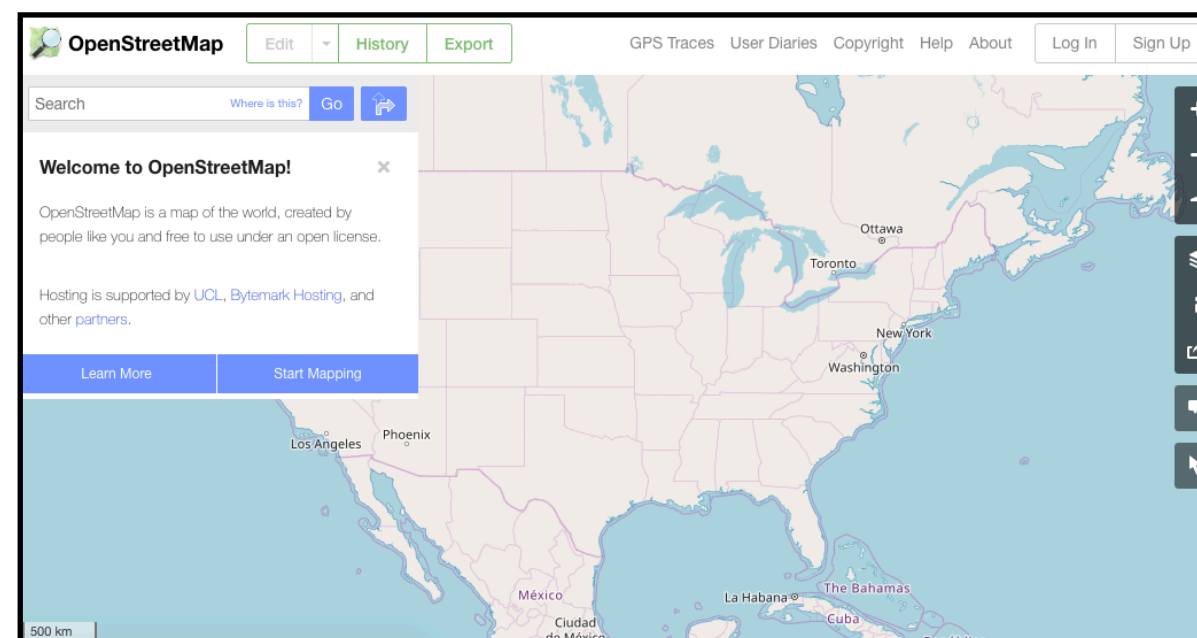 OpenStreetMap Edit History Export GPS Traces User Diaries Copyright Help About Log In Sign Up
Search Where is this? Go
Welcome to OpenStreetMap! ×
OpenStreetMap is a map of the world, created by
people like you and free to use under an open license.
Hosting is supported by UCL, Bytemark Hosting, and
other partners.
Learn More Start Mapping
Ottawa
Toronto
New York
Washington
Los Angeles
Phoenix
México
La Habana
The Bahamas
Cuba
Ciudad
de México
500 km